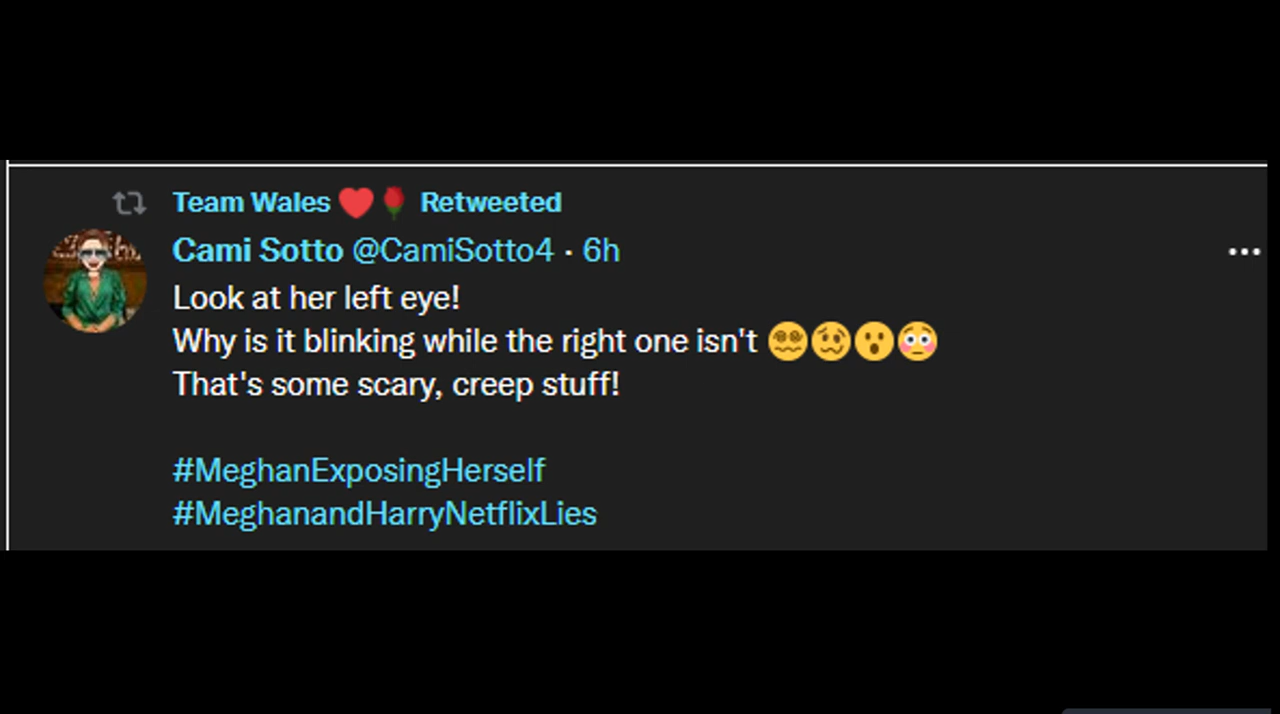 Team Wales ❤️🌹 Retweeted
Cami Sotto @CamiSotto4 · 6h
Look at her left eye!
Why is it blinking while the right one isn't 😵‍💫🥴😮😳
That's some scary, creep stuff!
#MeghanExposingHerself
#MeghanandHarryNetflixLies